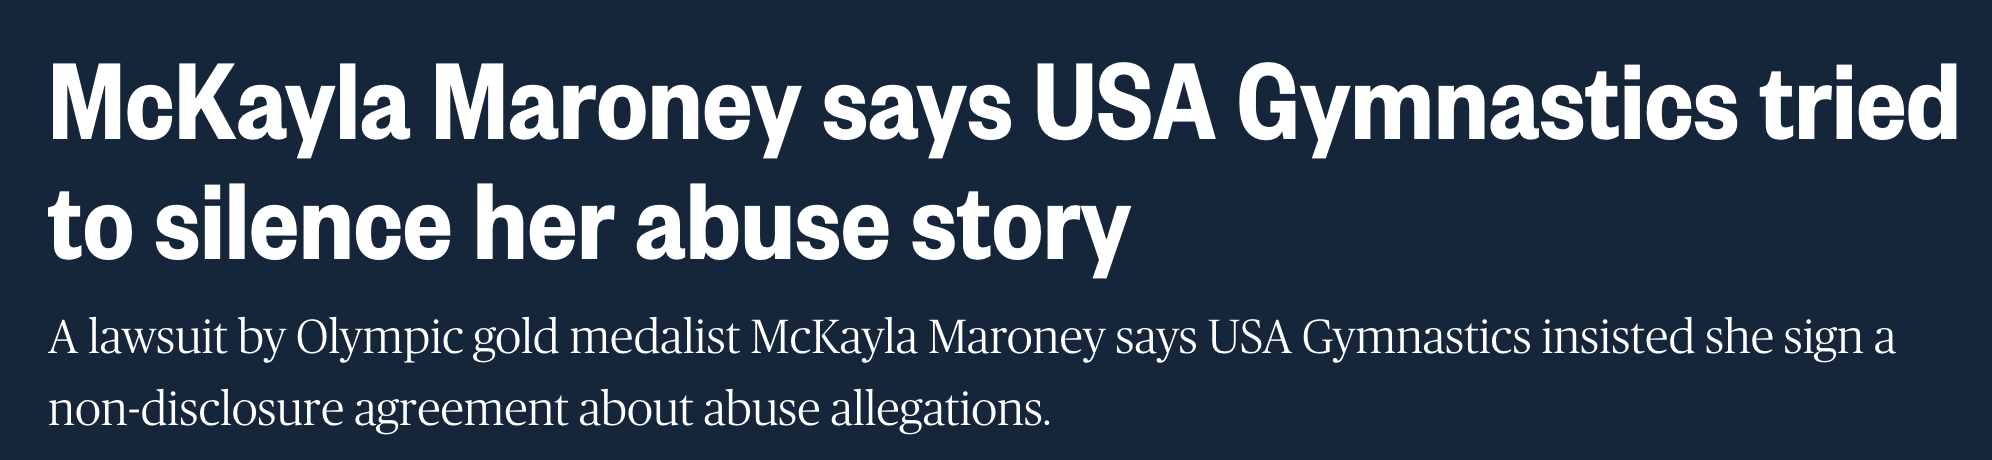 McKayla Maroney says USA Gymnastics tried
to silence her abuse story
A lawsuit by Olympic gold medalist McKayla Maroney says USA Gymnastics insisted she sign a
non-disclosure agreement about abuse allegations.